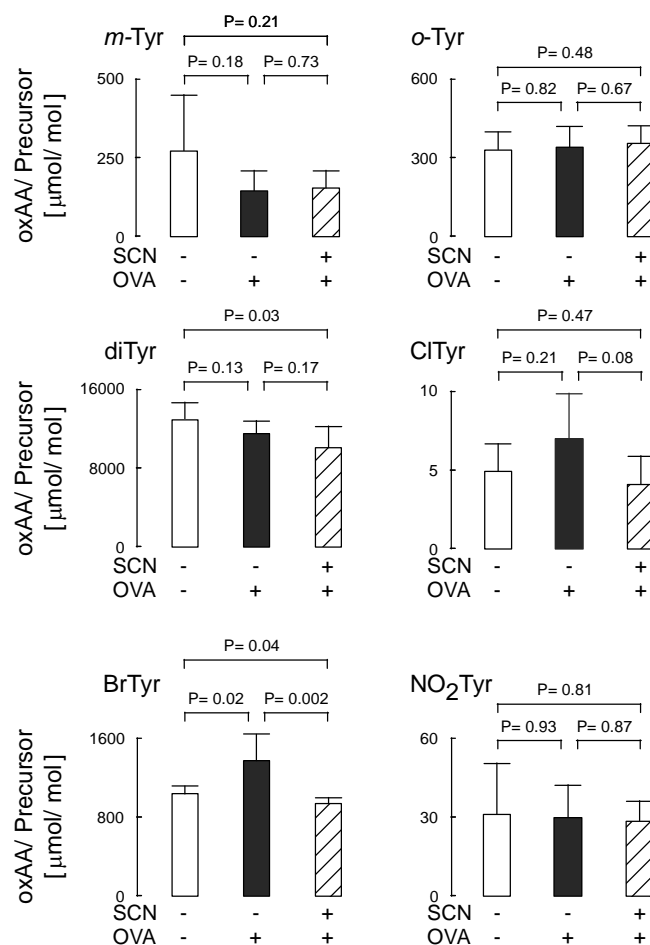 P= 0.21
m-Tyr
P= 0.18 P= 0.73
oxAA/ Precursor
[ μmol/ mol]
500
250
0
SCN - - +
OVA - + +
P= 0.48
o-Tyr
P= 0.82 P= 0.67
600
300
0
SCN - - +
OVA - + +
P= 0.03
diTyr
P= 0.13 P= 0.17
oxAA/ Precursor
[ μmol/ mol]
16000
8000
0
SCN - - +
OVA - + +
P= 0.47
ClTyr
P= 0.21 P= 0.08
10
5
0
SCN - - +
OVA - + +
P= 0.04
BrTyr
P= 0.02 P= 0.002
oxAA/ Precursor
[ μmol/ mol]
1600
800
0
SCN - - +
OVA - + +
NO2Tyr
P= 0.81
P= 0.93 P= 0.87
60
30
0
SCN - - +
OVA - + +